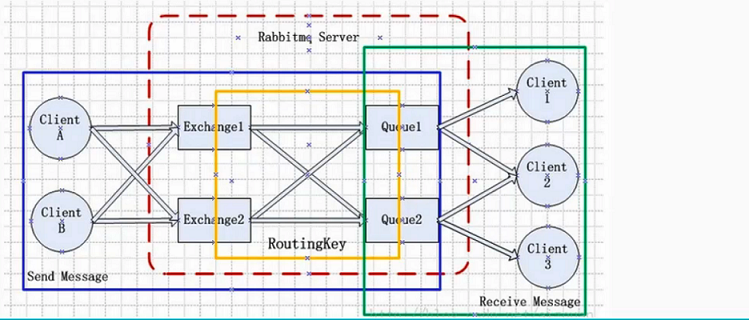 Rabbitmq Server
Client
A
Exchange1
Queue1
Client
1
Client
2
Client
B
Exchange2
Queue2
RoutingKey
Client
3
Send Message
Receive Message